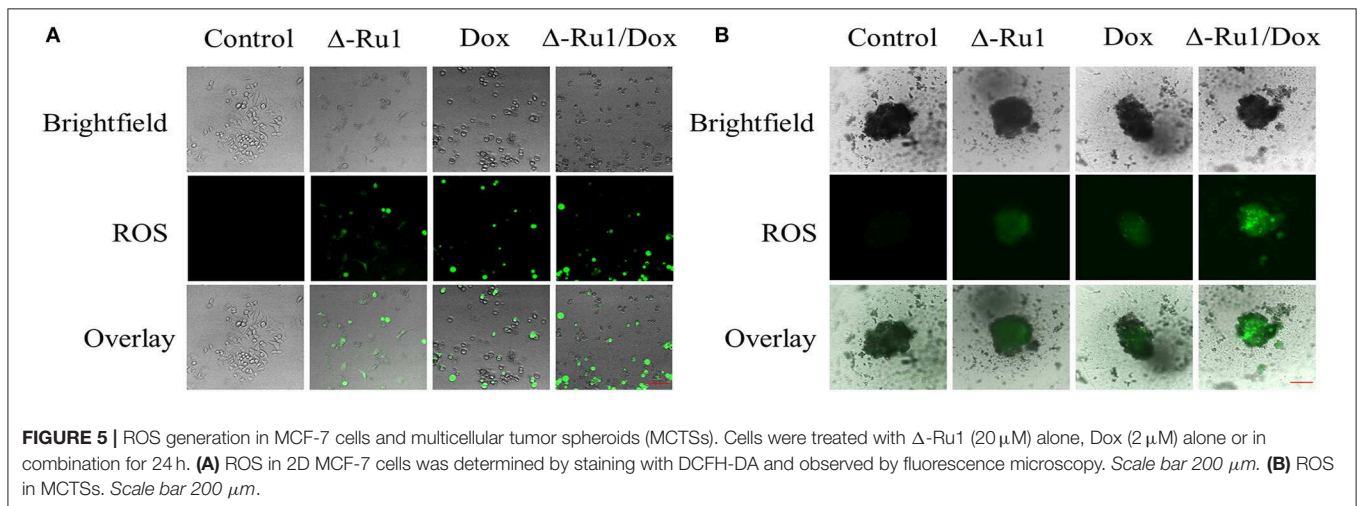 A
Control Δ-Ru1 Dox Δ-Ru1/Dox
Brightfield
ROS
Overlay
B
Control Δ-Ru1 Dox Δ-Ru1/Dox
Brightfield
ROS
Overlay
FIGURE 5 | ROS generation in MCF-7 cells and multicellular tumor spheroids (MCTSs). Cells were treated with Δ-Ru1 (20 μM) alone, Dox (2 μM) alone or in
combination for 24 h. (A) ROS in 2D MCF-7 cells was determined by staining with DCFH-DA and observed by fluorescence microscopy. Scale bar 200 μm. (B) ROS
in MCTSs. Scale bar 200 μm.